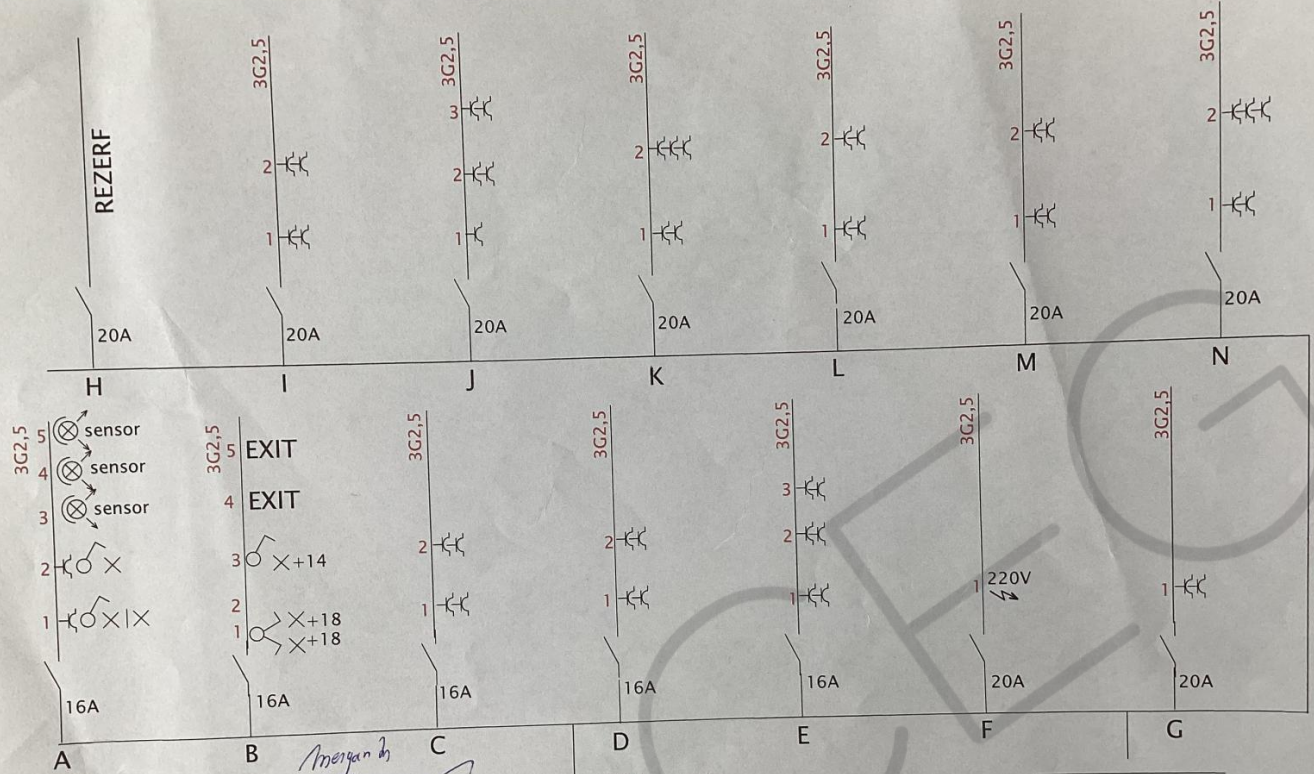 3G2,5 3G2,5 3G2,5 3G2,5 3G2,5 3G2,5
REZERF
3
2 2 2 2 2 2
1 1 1 1 1 1
20A 20A 20A 20A 20A 20A 20A
H I J K L M N
3G2,5 3G2,5 3G2,5 3G2,5 3G2,5 3G2,5 3G2,5
5 sensor 5 EXIT
4 sensor 4 EXIT
3 sensor 3
2 X 3 X+14 2 2 2
1 X|X 2 X+18 1 1 1 1 220V 1
1 X+18
16A 16A 16A 16A 16A 20A 20A
A B C D E F G
CEG